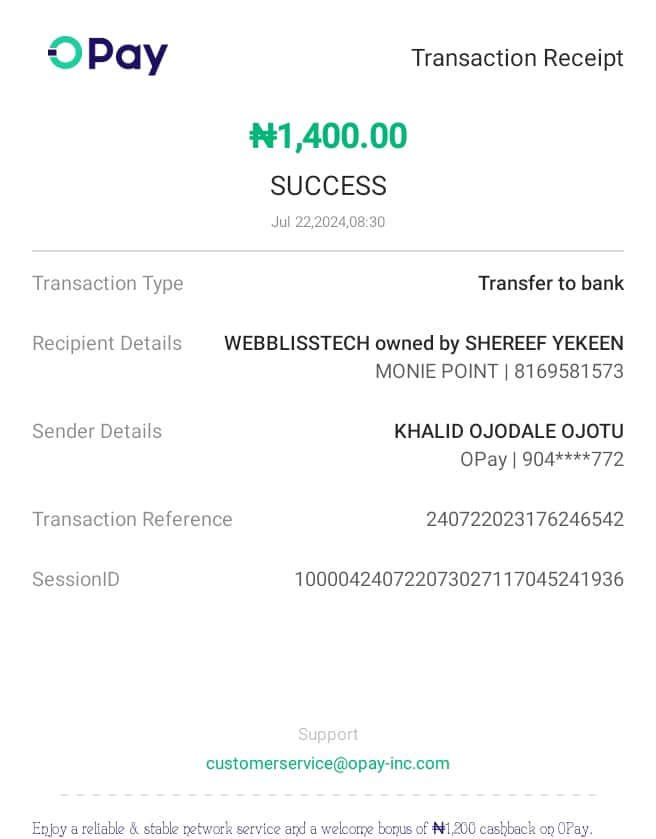 OPay
Transaction Receipt
₦1,400.00
SUCCESS
Jul 22,2024,08:30
Transaction Type
Transfer to bank
Recipient Details
WEBBLISSTECH owned by SHEREEF YEKEEN
MONIE POINT | 8169581573
Sender Details
KHALID OJODALE OJOTU
OPay | 904****772
Transaction Reference
240722023176246542
SessionID
100004240722073027117045241936
Support
customerservice@opay-inc.com
Enjoy a reliable & stable network service and a welcome bonus of ₦1,200 cashback on OPay.